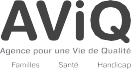 AViQ
Agence pour une Vie de Qualité
Familles Santé Handicap